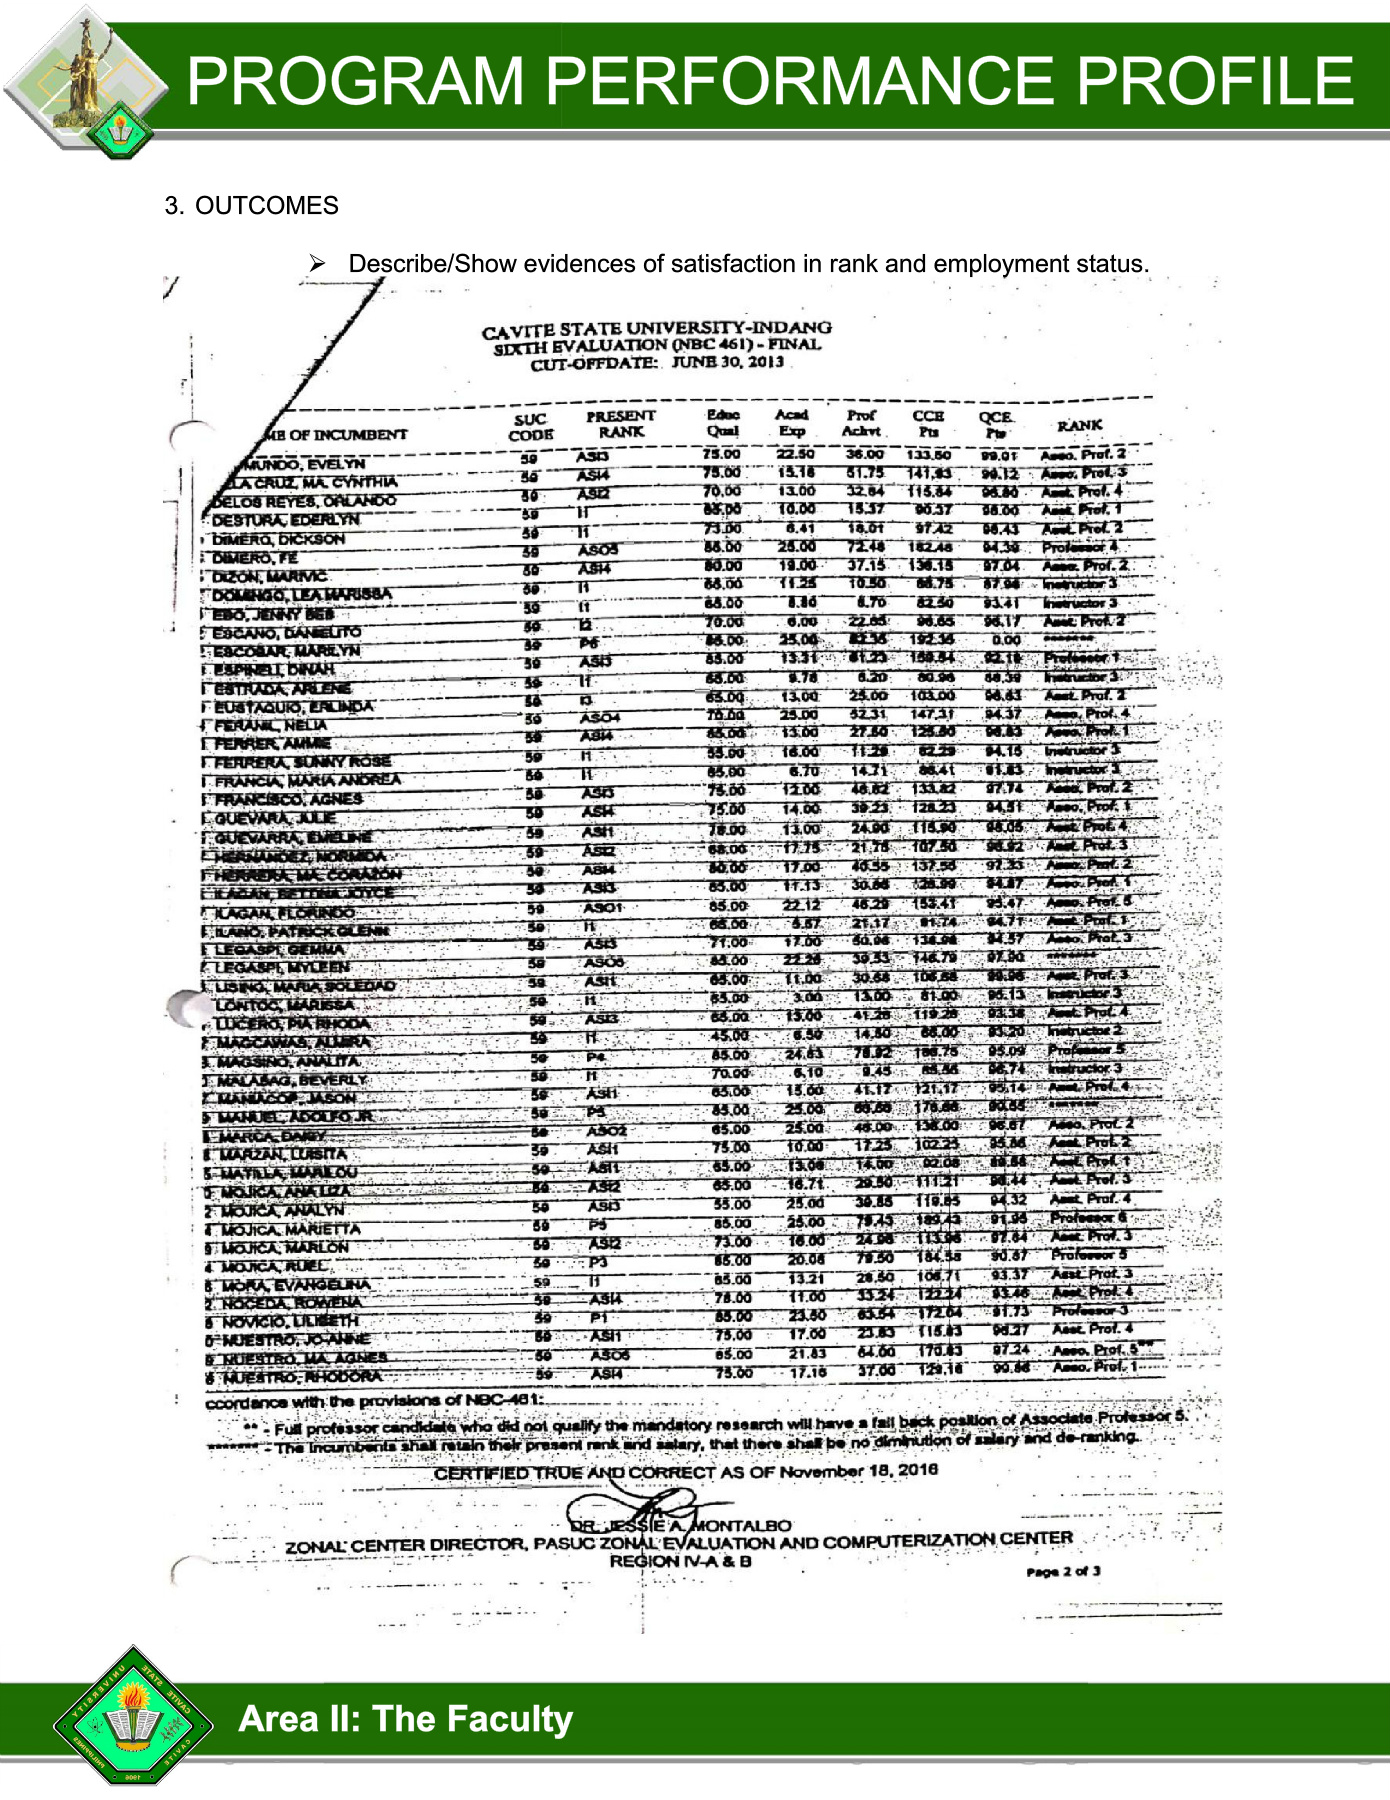 PROGRAM PERFORMANCE PROFILE
3. OUTCOMES
➢ Describe/Show evidences of satisfaction in rank and employment status.
CAVITE STATE UNIVERSITY-INDANG
SIXTH EVALUATION (NBC 461) - FINAL
CUT-OFFDATE: JUNE 30, 2013
ME OF INCUMBENT SUC CODE PRESENT RANK Educ Qual Acad Exp Prof Achvt CCE Pts QCE Pts RANK
MUNDO, EVELYN 59 ASI3 75.00 22.50 36.00 133.50 99.01 Asso. Prof. 2
LA CRUZ, MA. CYNTHIA 59 ASI4 75.00 15.18 51.75 141.93 99.12 Asso. Prof. 3
DELOS REYES, ORLANDO 59 ASI2 70.00 13.00 32.84 115.84 96.80 Asst. Prof. 4
DESTURA, EDERLYN 59 I1 65.00 10.00 15.37 90.37 96.00 Asst. Prof. 1
DIMERO, DICKSON 59 I1 73.00 6.41 18.01 97.42 96.43 Asst. Prof. 2
DIMERO, FE 59 ASO5 85.00 25.00 72.48 182.48 94.39 Professor 4
DIZON, MARIVIC 59 ASI4 80.00 19.00 37.15 136.15 97.04 Asso. Prof. 2
DOMINGO, LEA MARISSA 59 I1 65.00 11.25 10.50 86.75 87.96 Instructor 3
EBO, JENNY BEB 59 I1 65.00 8.80 8.70 82.50 93.41 Instructor 3
ESCANO, DANIELITO 59 I2 70.00 6.00 22.65 98.65 96.17 Asst. Prof. 2
ESCOBAR, MARILYN 59 P6 85.00 25.00 82.36 192.36 0.00 *******
ESPINELI, DINAH 59 ASI3 85.00 13.31 61.23 159.54 92.19 Professor 1
ESTRADA, ARLENE 59 I1 65.00 9.76 6.20 80.96 88.39 Instructor 3
EUSTAQUIO, ERLINDA 59 I3 65.00 13.00 25.00 103.00 96.63 Asst. Prof. 2
FERANIL, NELIA 59 ASO4 70.00 25.00 52.31 147.31 94.37 Asso. Prof. 4
FERRER, AMMIE 59 ASI4 85.00 13.00 27.80 125.80 96.83 Asso. Prof. 1
FERRERA, SUNNY ROSE 59 I1 55.00 16.00 11.29 82.29 94.15 Instructor 3
FRANCIA, MARIA ANDREA 59 I1 65.00 6.70 14.71 86.41 91.83 Instructor 3
FRANCISCO, AGNES 59 ASI3 75.00 12.00 46.82 133.82 97.74 Asso. Prof. 2
GUEVARA, JULIE 59 ASI4 75.00 14.00 39.23 128.23 94.51 Asso. Prof. 1
GUEVARRA, EMELINE 59 ASI1 78.00 13.00 24.90 115.90 96.05 Asst. Prof. 4
HERNANDEZ, NORMIDA 59 ASI2 68.00 17.75 21.75 107.50 96.92 Asst. Prof. 3
HERRERA, MA. CORAZON 59 ASI4 80.00 17.00 40.56 137.56 97.33 Asso. Prof. 2
ILAGAN, BETTINA JOYCE 59 ASI3 85.00 11.13 30.86 126.99 94.87 Asso. Prof. 1
ILAGAN, FLORINDO 59 ASO1 85.00 22.12 46.29 153.41 95.47 Asso. Prof. 5
ILANO, PATRICK GLENN 59 I1 65.00 5.57 21.17 91.74 94.71 Asst. Prof. 1
LEGASPI, GEMMA 59 ASI3 71.00 17.00 50.96 138.96 94.57 Asso. Prof. 3
LEGASPI, MYLEEN 59 ASO5 85.00 22.26 39.53 146.79 97.90 *******
LISING, MARIA SOLEDAD 59 ASI1 65.00 11.00 30.68 106.68 99.96 Asst. Prof. 3
LONTOC, MARISSA 59 I1 65.00 3.00 13.00 81.00 95.13 Instructor 3
LUCERO, PIA RHODA 59 ASI3 65.00 13.00 41.26 119.26 93.38 Asst. Prof. 4
MAGCAWAS, ALMIRA 59 I1 45.00 6.50 14.50 66.00 93.20 Instructor 2
MAGSINO, ANALITA 59 P4 85.00 24.83 78.92 188.75 95.09 Professor 5
MALABAG, BEVERLY 59 I1 70.00 6.10 9.45 85.55 96.74 Instructor 3
MANIACOP, JASON 59 ASI1 65.00 15.00 41.17 121.17 95.14 Asst. Prof. 4
MANUEL, ADOLFO JR. 59 P5 85.00 25.00 66.66 176.66 90.65 *******
MARCA, DAISY 59 ASO2 65.00 25.00 48.00 138.00 96.67 Asso. Prof. 2
MARZAN, LUISITA 59 ASI1 75.00 10.00 17.25 102.25 95.86 Asst. Prof. 2
MATILLA, MARILOU 59 ASI1 65.00 13.08 14.00 92.08 89.56 Asst. Prof. 1
MOJICA, ANA LIZA 59 ASI2 65.00 16.71 29.50 111.21 96.44 Asst. Prof. 3
MOJICA, ANALYN 59 ASI3 55.00 25.00 39.85 119.85 94.32 Asst. Prof. 4
MOJICA, MARIETTA 59 P5 85.00 25.00 79.43 189.43 91.95 Professor 6
MOJICA, MARLON 59 ASI2 73.00 16.00 24.96 113.96 97.64 Asst. Prof. 3
MOJICA, RUEL 59 P3 85.00 20.08 79.50 184.58 90.67 Professor 5
MORA, EVANGELINA 59 I1 65.00 13.21 28.50 106.71 93.37 Asst. Prof. 3
NOCEDA, ROWENA 59 ASI4 78.00 11.00 33.24 122.24 93.46 Asst. Prof. 4
NOVICIO, LILIBETH 59 P1 85.00 23.50 63.54 172.04 91.73 Professor 3
NUESTRO, JO-ANNE 59 ASI1 75.00 17.00 23.83 115.83 96.27 Asst. Prof. 4
NUESTRO, MA. AGNES 59 ASO5 85.00 21.83 64.00 170.83 97.24 Asso. Prof. 5**
NUESTRO, RHODORA 59 ASI4 75.00 17.16 37.00 129.16 99.86 Asso. Prof. 1
ccordance with the provisions of NBC-461:
** - Full professor candidate who did not qualify the mandatory research will have a fall back position of Associate Professor 5.
******* - The Incumbents shall retain their present rank and salary, that there shall be no diminution of salary and de-ranking.
CERTIFIED TRUE AND CORRECT AS OF November 18, 2016
DR. JESSIE A. MONTALBO
ZONAL CENTER DIRECTOR, PASUC ZONAL EVALUATION AND COMPUTERIZATION CENTER
REGION IV-A & B
Page 2 of 3
Area II: The Faculty